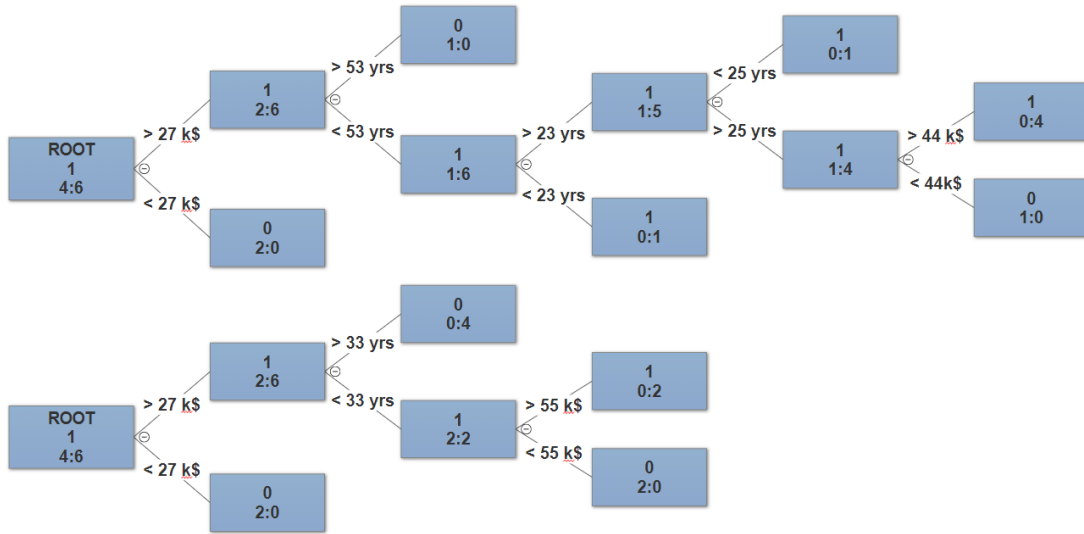 0
1:0
> 53 yrs
1
0:1
< 25 yrs
1
2:6
1
1:5
1
0:4
> 27 k$
< 53 yrs
> 23 yrs
> 25 yrs
> 44 k$
ROOT
1
4:6
1
1:6
1
1:4
< 27 k$
< 23 yrs
< 44k$
0
2:0
1
0:1
0
1:0
0
0:4
> 33 yrs
1
2:6
1
0:2
> 27 k$
< 33 yrs
> 55 k$
ROOT
1
4:6
1
2:2
< 27 k$
< 55 k$
0
2:0
0
2:0